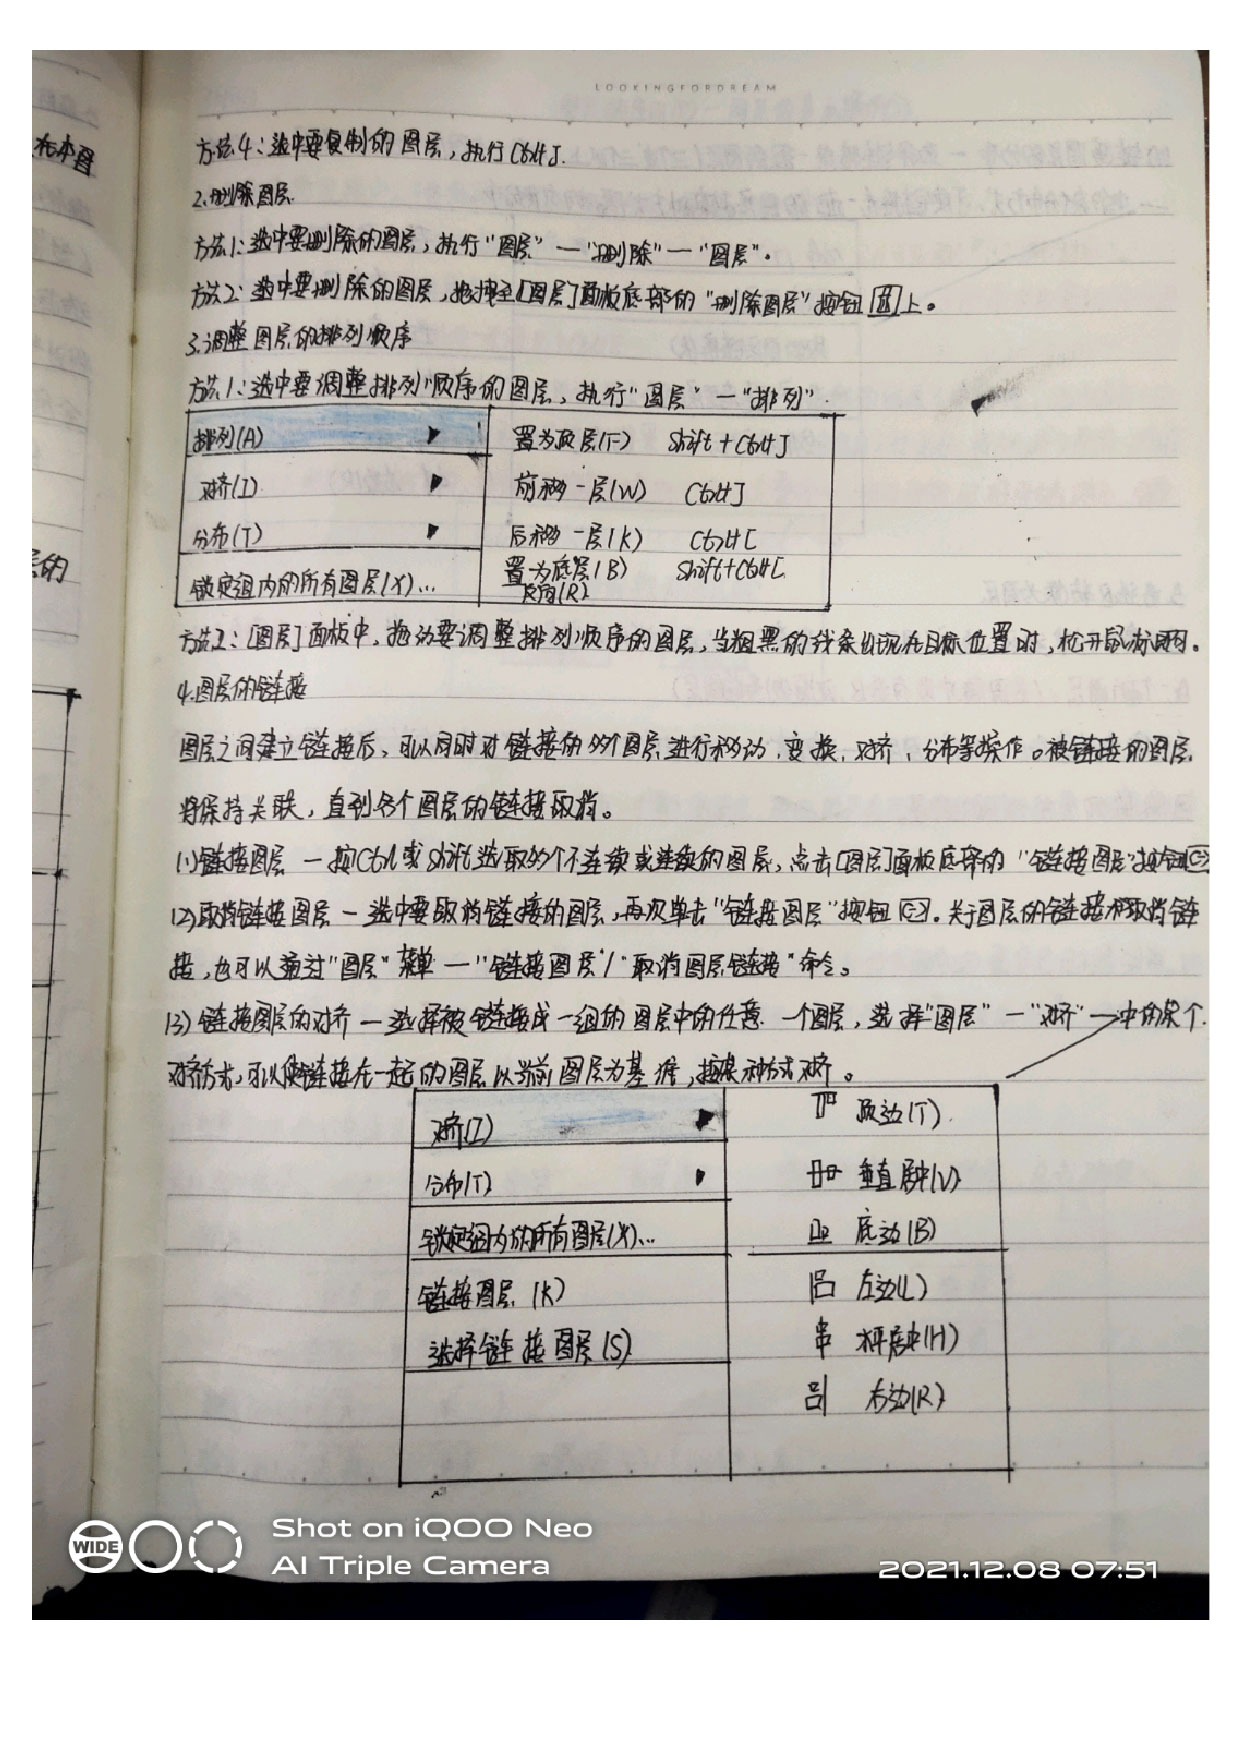 LOOKINGFORDREAM
方法4：选中要复制的图层，执行Ctrl+J.
2.删除图层
方法1：选中要删除的图层，执行“图层”—“删除”—“图层”.
方法2：选中要删除的图层，拖拽至[图层]面板底部的“删除图层”按钮上。
3.调整图层的排列顺序
方法1：选中要调整排列顺序的图层，执行“图层”—“排列”.
排列(A) 置为顶层(F) Shift+Ctrl+]
对齐(I) 前移一层(W) Ctrl+]
分布(T) 后移一层(K) Ctrl+[
锁定组内的所有图层(X)... 置为底层(B) Shift+Ctrl+[
反向(R)
方法2：[图层]面板中，拖动要调整排列顺序的图层，当粗黑的线条出现在目标位置时，松开鼠标即可。
4.图层的链接
图层之间建立链接后，可以同时对链接的多个图层进行移动，变换，对齐，分布等操作。被链接的图层
将保持关联，直到各个图层的链接取消。
(1)链接图层 —按Ctrl或Shift选取多个不连续或连续的图层，点击[图层]面板底部的“链接图层”按钮
(2)取消链接图层—选中要取消链接的图层，再次单击“链接图层”按钮. 关于图层的链接和取消链
接，也可以通过“图层”菜单—“链接图层”/“取消图层链接”命令。
(3)链接图层的对齐—选择被链接成一组的图层中的任意一个图层，选择“图层”—“对齐”中的某个
对齐方式，可以使链接在一起的图层以当前图层为基准，按某种方式对齐。
对齐(I) 顶边(T)
分布(T) 垂直居中(V)
锁定组内的所有图层(X)... 底边(B)
链接图层(K) 左边(L)
选择链接图层(S) 水平居中(H)
右边(R)
WIDE
Shot on iQOO Neo
AI Triple Camera
2021.12.08 07:51